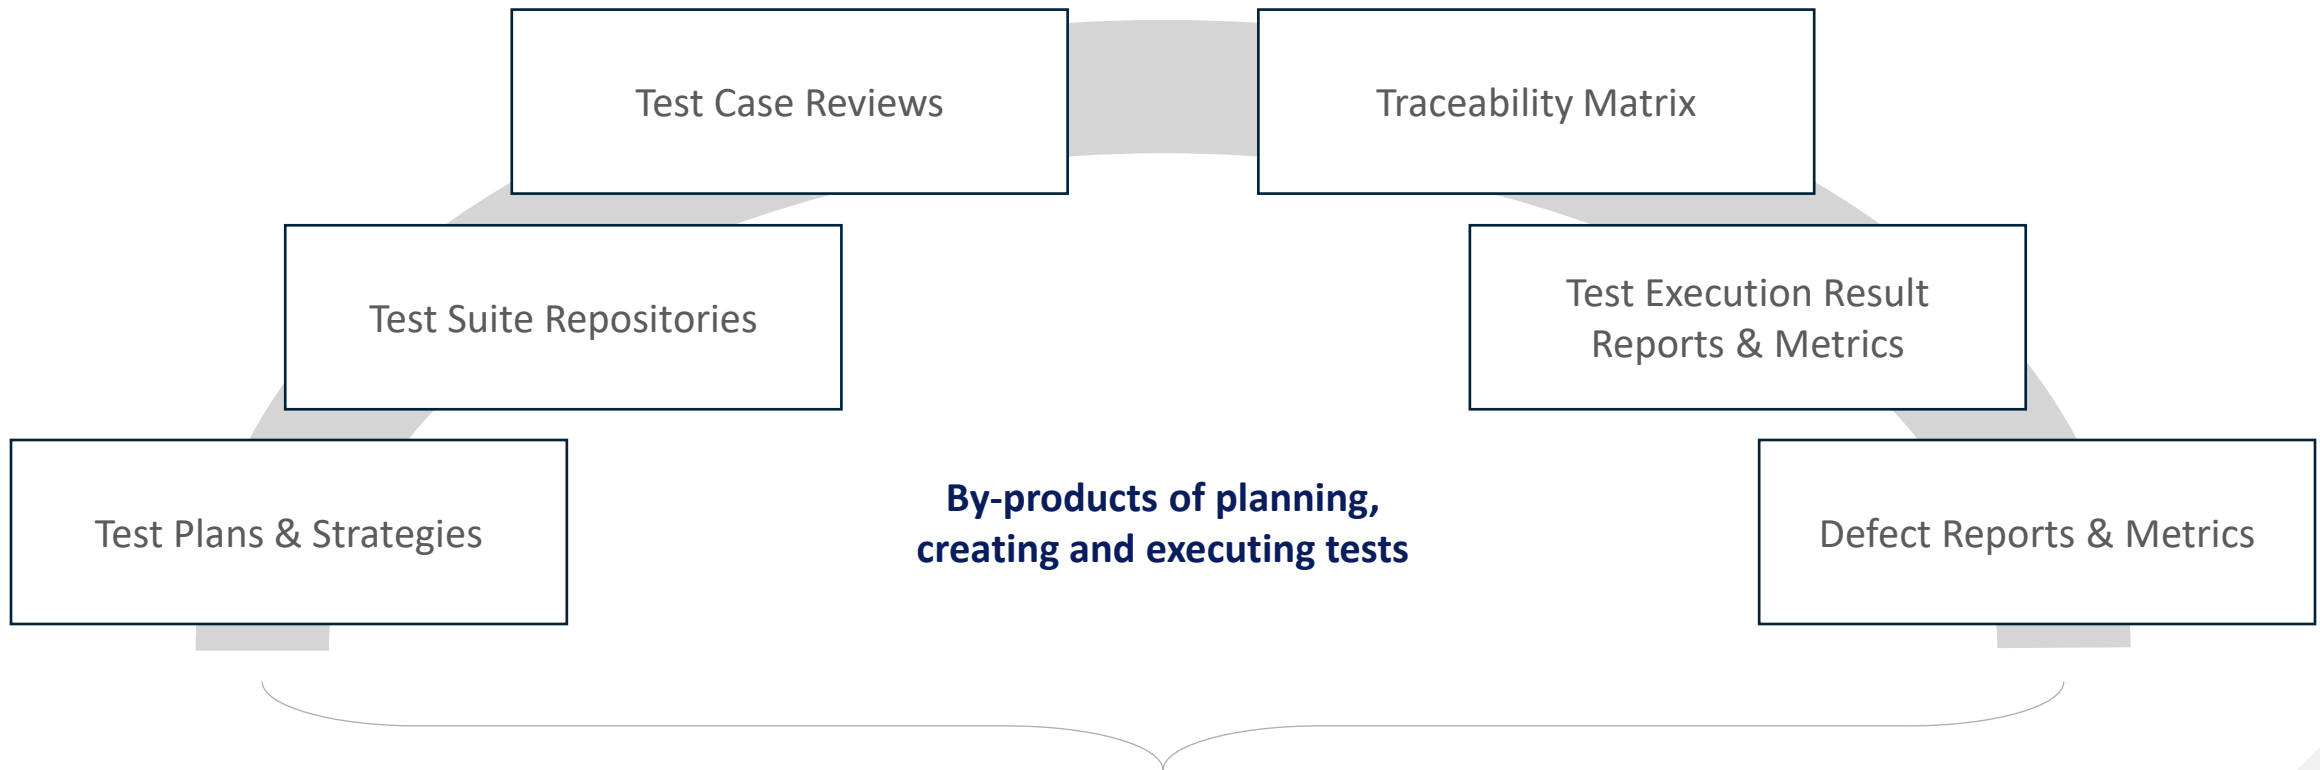 Test Case Reviews
Traceability Matrix
Test Suite Repositories
Test Execution Result
Reports & Metrics
Test Plans & Strategies
By-products of planning,
creating and executing tests
Defect Reports & Metrics